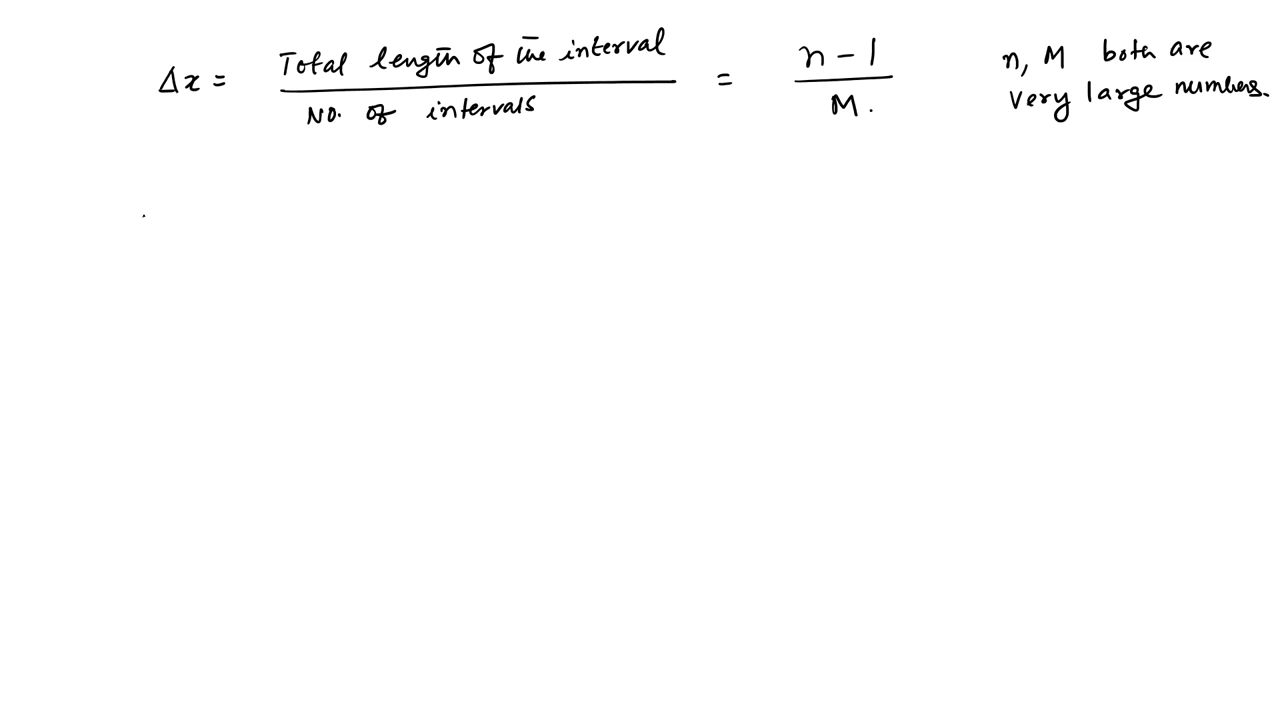 Δx = Total length of the interval / No. of intervals = n - 1 / M.
n, M both are
very large numbers.